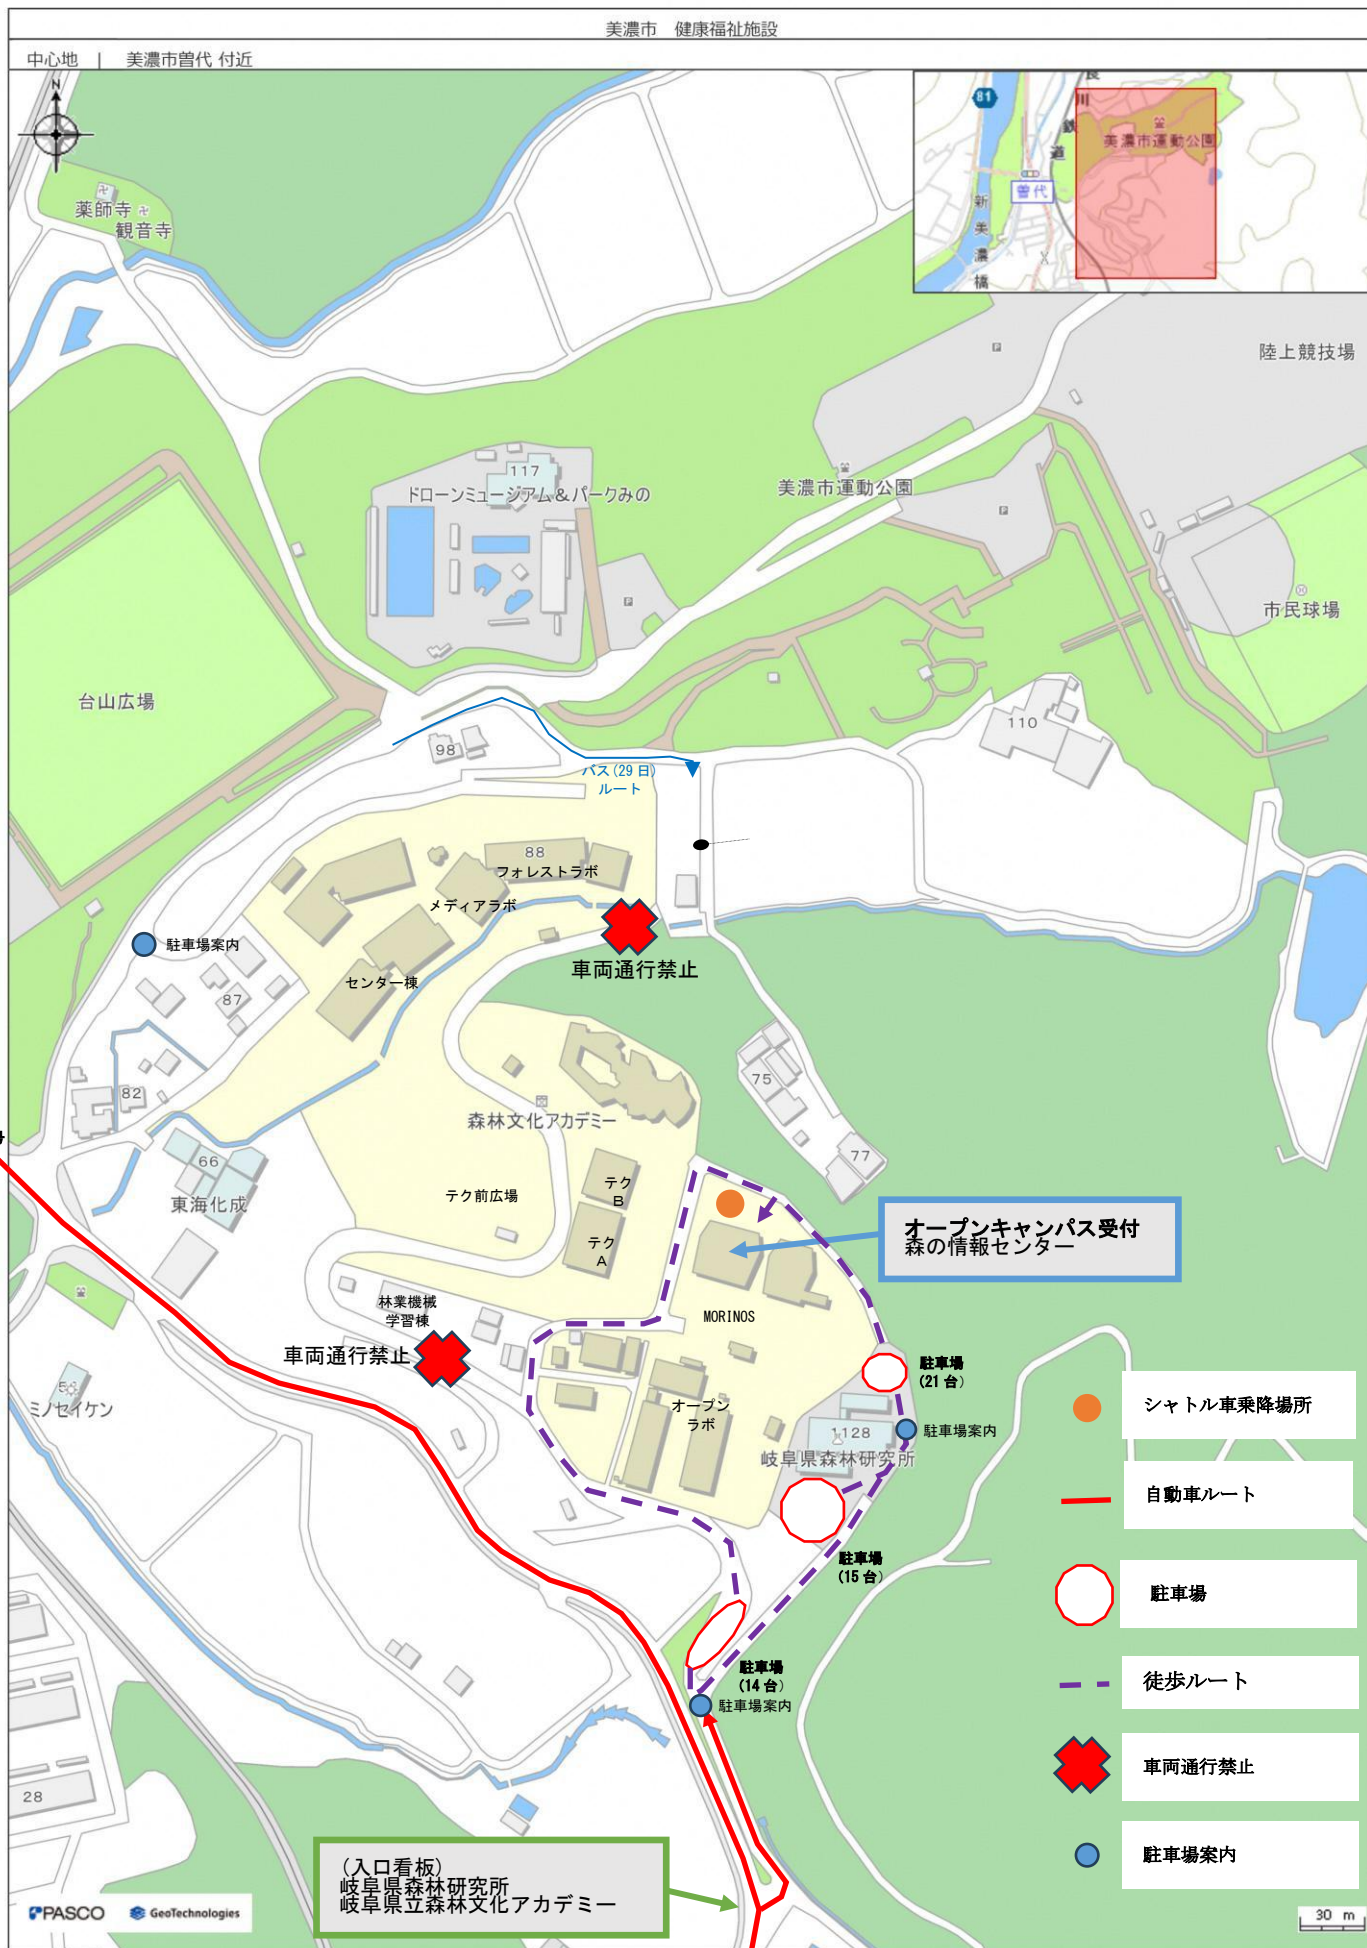 美濃市　健康福祉施設
中心地　|　美濃市曽代 付近
N
薬師寺
観音寺
81
川
鉄
道
美濃市運動公園
曽代
新
美
濃
橋
陸上競技場
P
117
ドローンミュージアム＆パークみの
美濃市運動公園
P
P
市民球場
台山広場
110
98
バス(29 日)
ルート
88
フォレストラボ
メディアラボ
駐車場案内
車両通行禁止
センター棟
87
82
75
森林文化アカデミー
77
66
東海化成
テク
B
テク前広場
テク
A
オープンキャンパス受付
森の情報センター
林業機械
学習棟
MORINOS
車両通行禁止
駐車場
(21 台)
ミノセイケン
オープン
ラボ
1128
駐車場案内
岐阜県森林研究所
シャトル車乗降場所
自動車ルート
駐車場
(15 台)
駐車場
駐車場
(14 台)
駐車場案内
徒歩ルート
車両通行禁止
28
駐車場案内
(入口看板)
岐阜県森林研究所
岐阜県立森林文化アカデミー
PASCO
GeoTechnologies
30 m